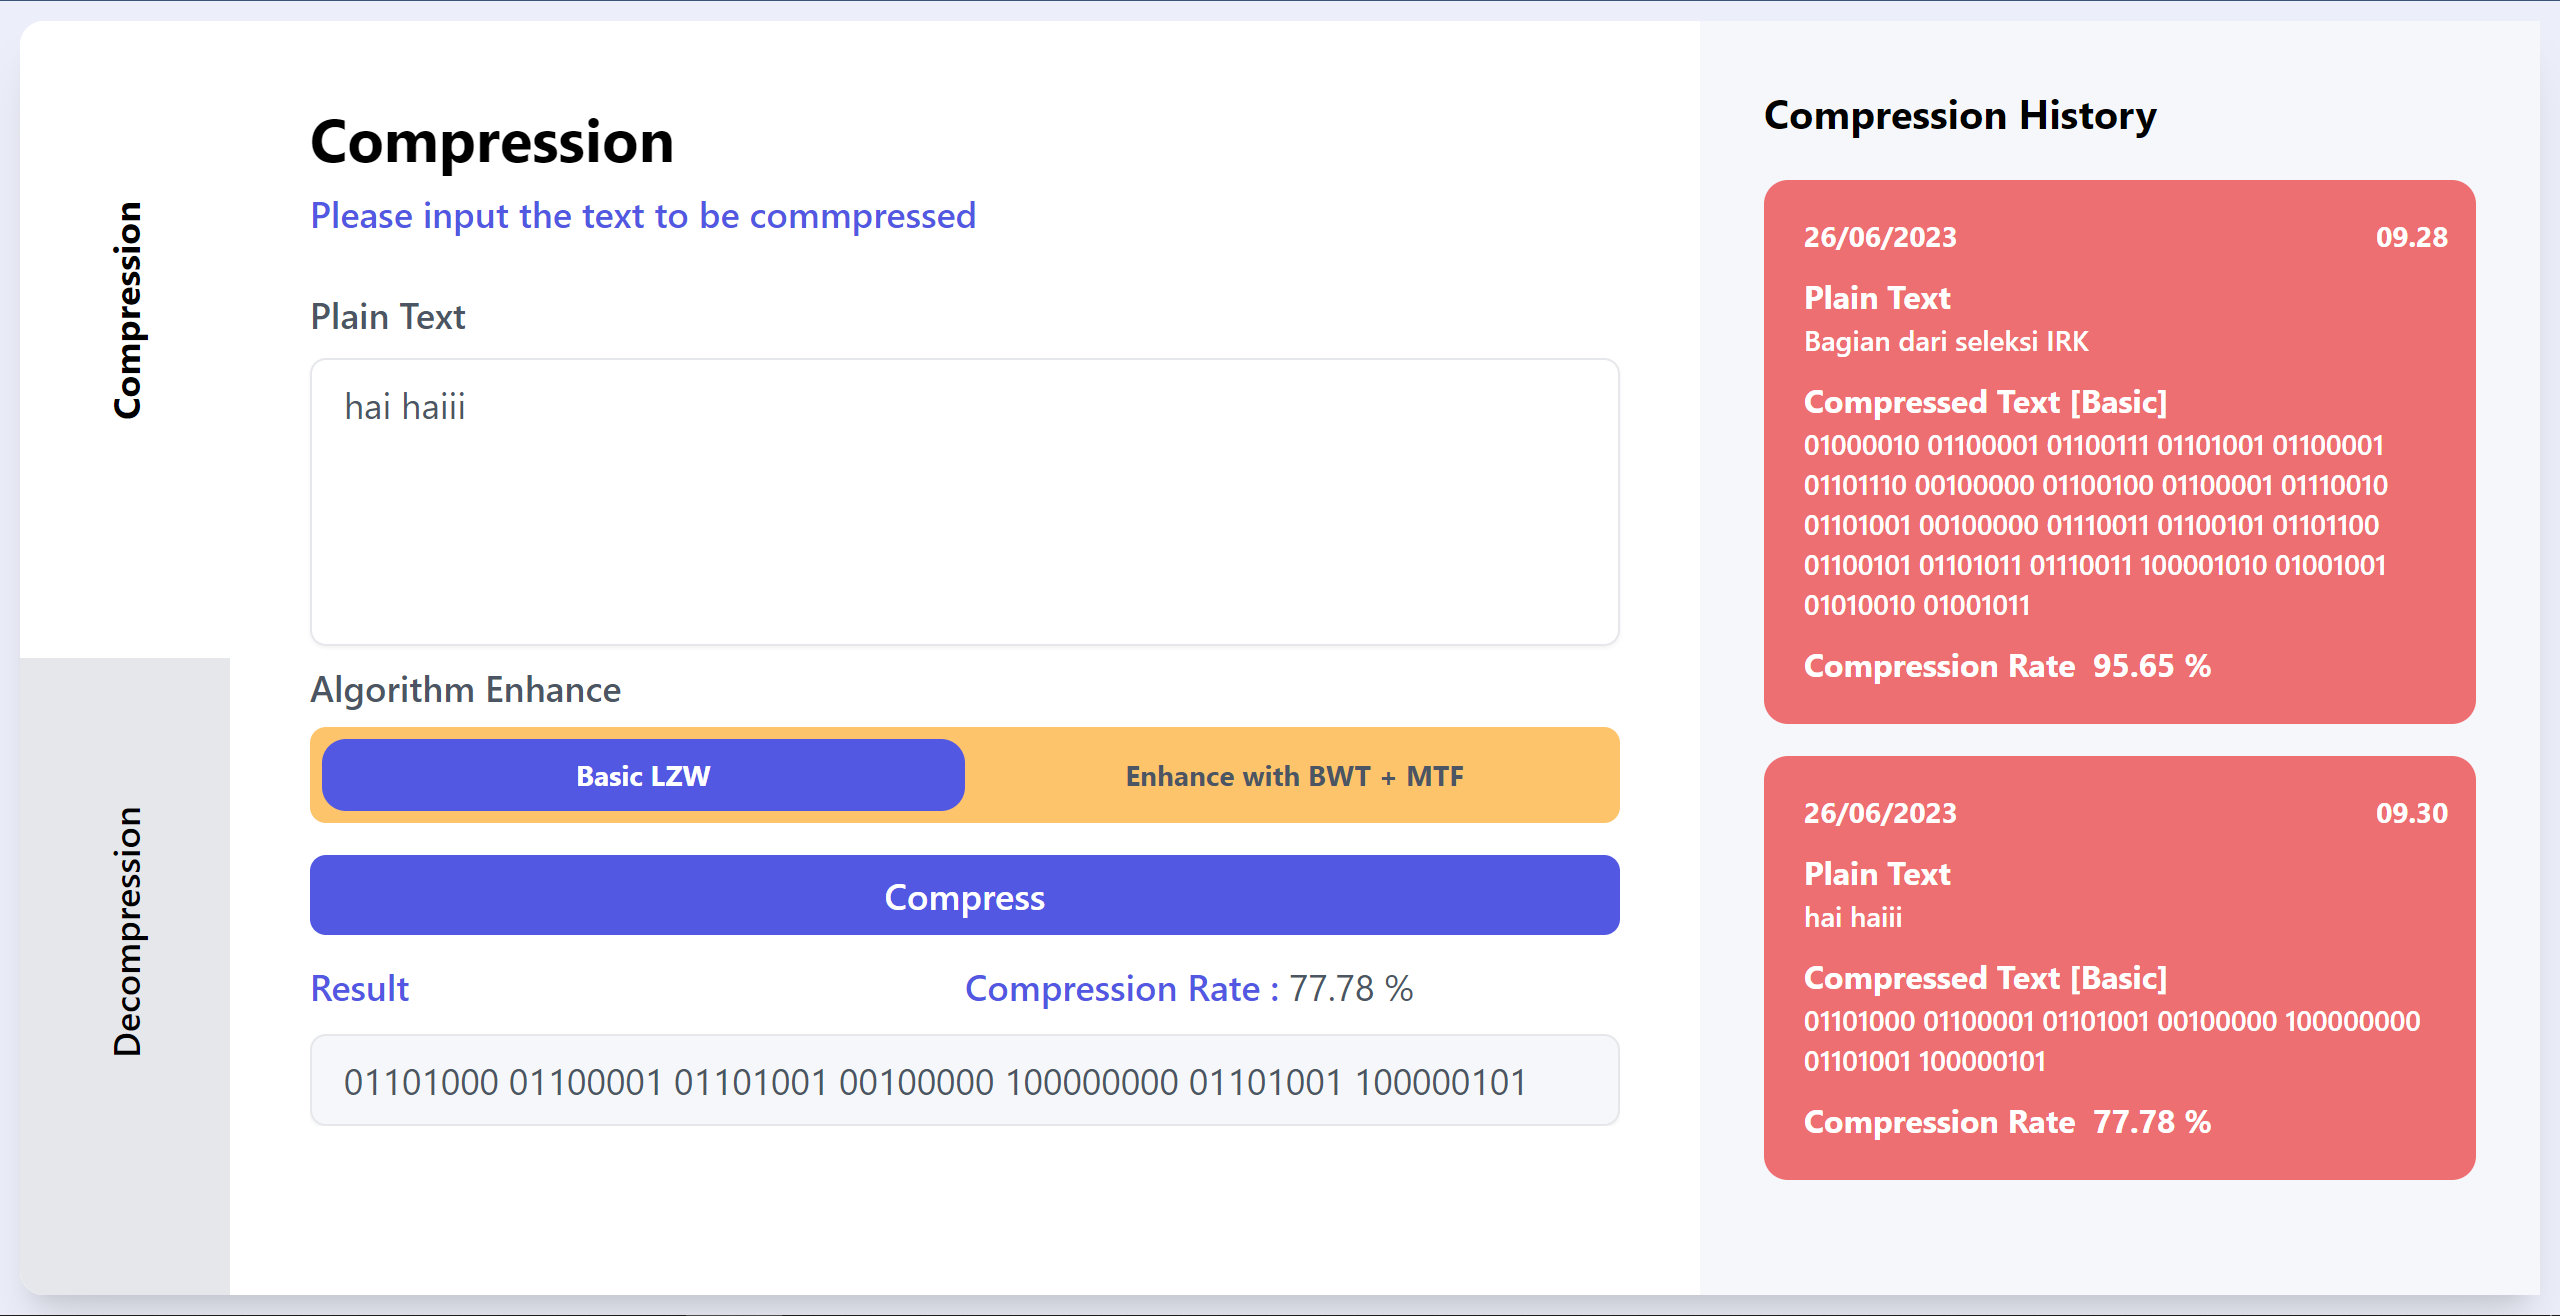 Compression
Decompression
Compression
Please input the text to be commpressed
Plain Text
hai haiii
Algorithm Enhance
Basic LZW
Enhance with BWT + MTF
Compress
Result
Compression Rate : 77.78 %
01101000 01100001 01101001 00100000 100000000 01101001 100000101
Compression History
26/06/2023 09.28
Plain Text
Bagian dari seleksi IRK
Compressed Text [Basic]
01000010 01100001 01100111 01101001 01100001
01101110 00100000 01100100 01100001 01110010
01101001 00100000 01110011 01100101 01101100
01100101 01101011 01110011 100001010 01001001
01010010 01001011
Compression Rate 95.65 %
26/06/2023 09.30
Plain Text
hai haiii
Compressed Text [Basic]
01101000 01100001 01101001 00100000 100000000
01101001 100000101
Compression Rate 77.78 %